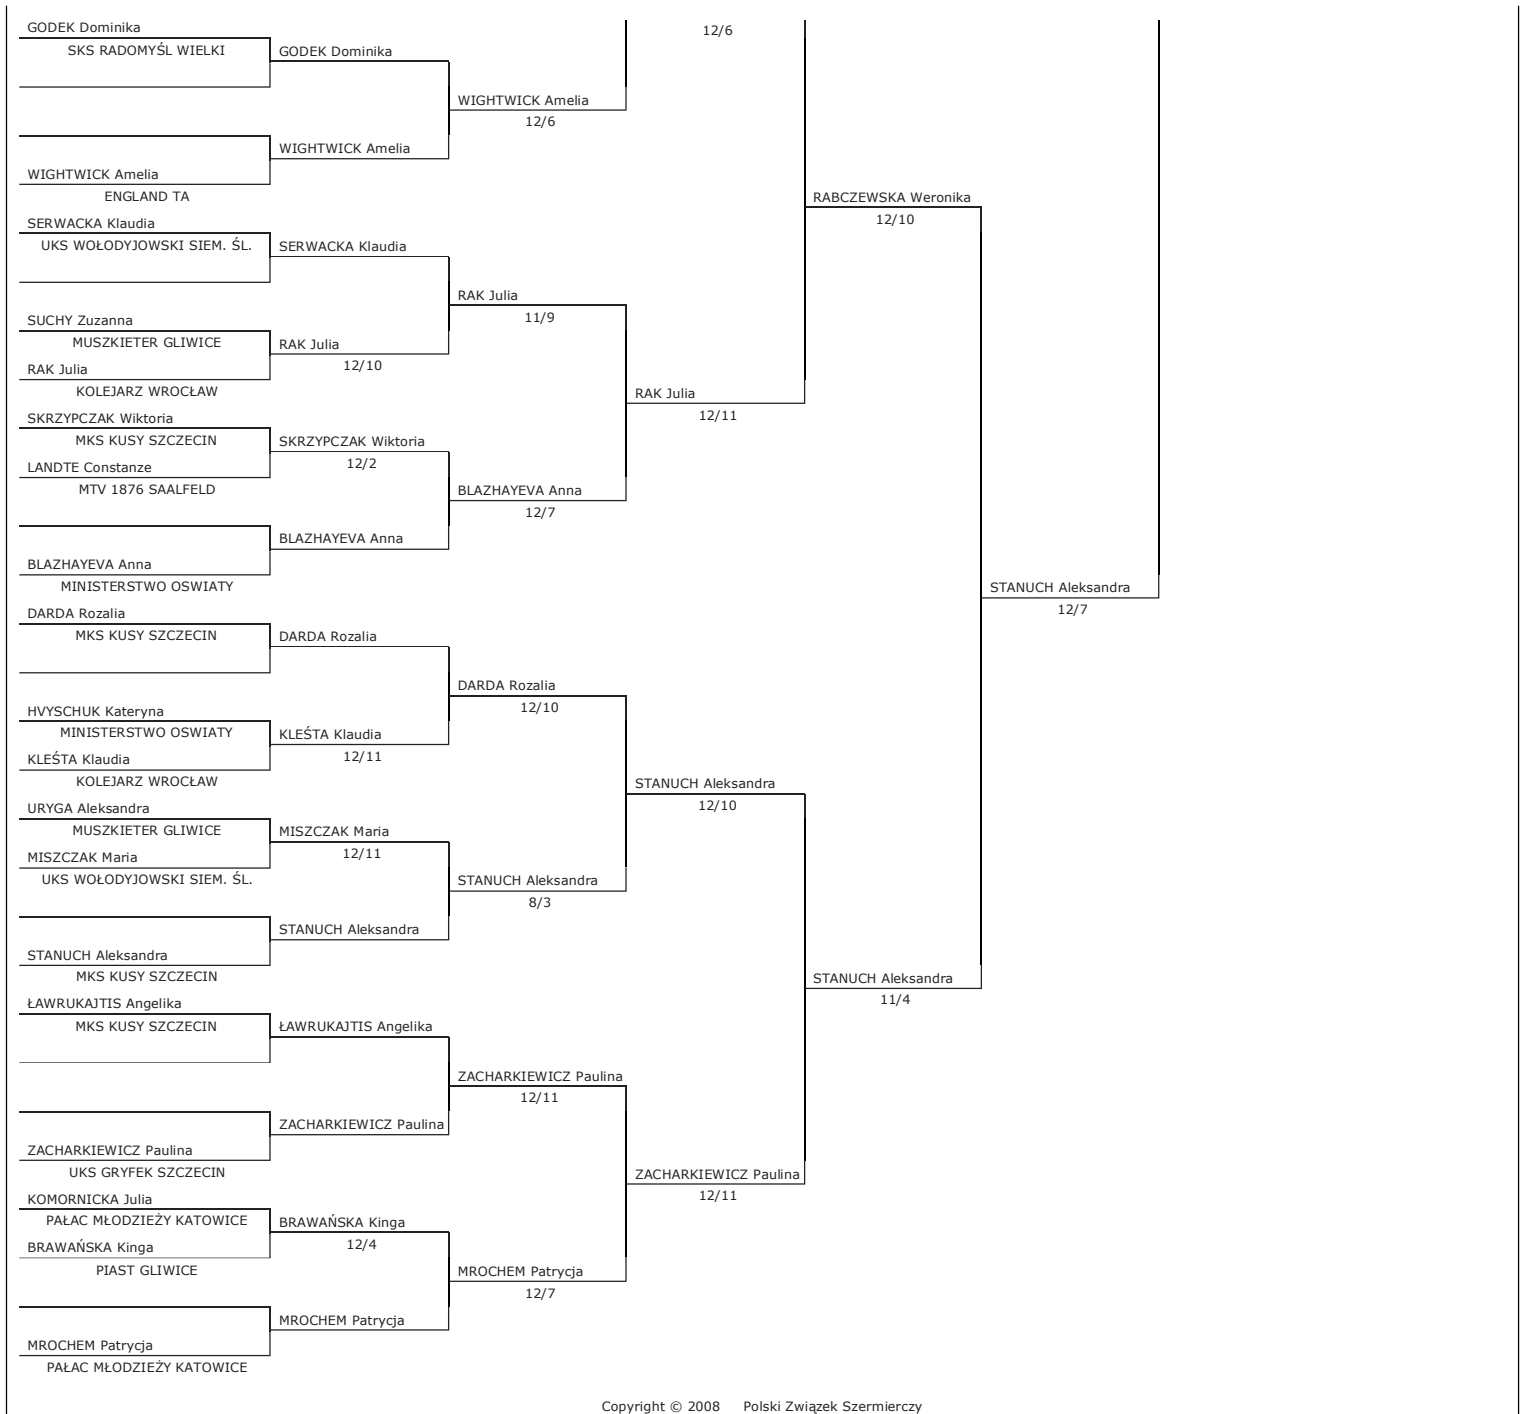 GODEK Dominika
12/6
SKS RADOMYŚL WIELKI
GODEK Dominika
WIGHTWICK Amelia
12/6
WIGHTWICK Amelia
WIGHTWICK Amelia
ENGLAND TA
RABCZEWSKA Weronika
12/10
SERWACKA Klaudia
UKS WOŁODYJOWSKI SIEM. ŚL.
SERWACKA Klaudia
RAK Julia
11/9
SUCHY Zuzanna
MUSZKIETER GLIWICE
RAK Julia
12/10
RAK Julia
KOLEJARZ WROCŁAW
RAK Julia
12/11
SKRZYPCZAK Wiktoria
MKS KUSY SZCZECIN
SKRZYPCZAK Wiktoria
12/2
LANDTE Constanze
MTV 1876 SAALFELD
BLAZHAYEVA Anna
12/7
BLAZHAYEVA Anna
BLAZHAYEVA Anna
MINISTERSTWO OSWIATY
STANUCH Aleksandra
12/7
DARDA Rozalia
MKS KUSY SZCZECIN
DARDA Rozalia
DARDA Rozalia
12/10
HVYSCHUK Kateryna
MINISTERSTWO OSWIATY
KLEŚTA Klaudia
12/11
KLEŚTA Klaudia
KOLEJARZ WROCŁAW
STANUCH Aleksandra
12/10
URYGA Aleksandra
MUSZKIETER GLIWICE
MISZCZAK Maria
12/11
MISZCZAK Maria
UKS WOŁODYJOWSKI SIEM. ŚL.
STANUCH Aleksandra
8/3
STANUCH Aleksandra
STANUCH Aleksandra
MKS KUSY SZCZECIN
STANUCH Aleksandra
11/4
ŁAWRUKAJTIS Angelika
MKS KUSY SZCZECIN
ŁAWRUKAJTIS Angelika
ZACHARKIEWICZ Paulina
12/11
ZACHARKIEWICZ Paulina
ZACHARKIEWICZ Paulina
UKS GRYFEK SZCZECIN
ZACHARKIEWICZ Paulina
12/11
KOMORNICKA Julia
PAŁAC MŁODZIEŻY KATOWICE
BRAWAŃSKA Kinga
12/4
BRAWAŃSKA Kinga
PIAST GLIWICE
MROCHEM Patrycja
12/7
MROCHEM Patrycja
MROCHEM Patrycja
PAŁAC MŁODZIEŻY KATOWICE
Copyright © 2008 Polski Związek Szermierczy